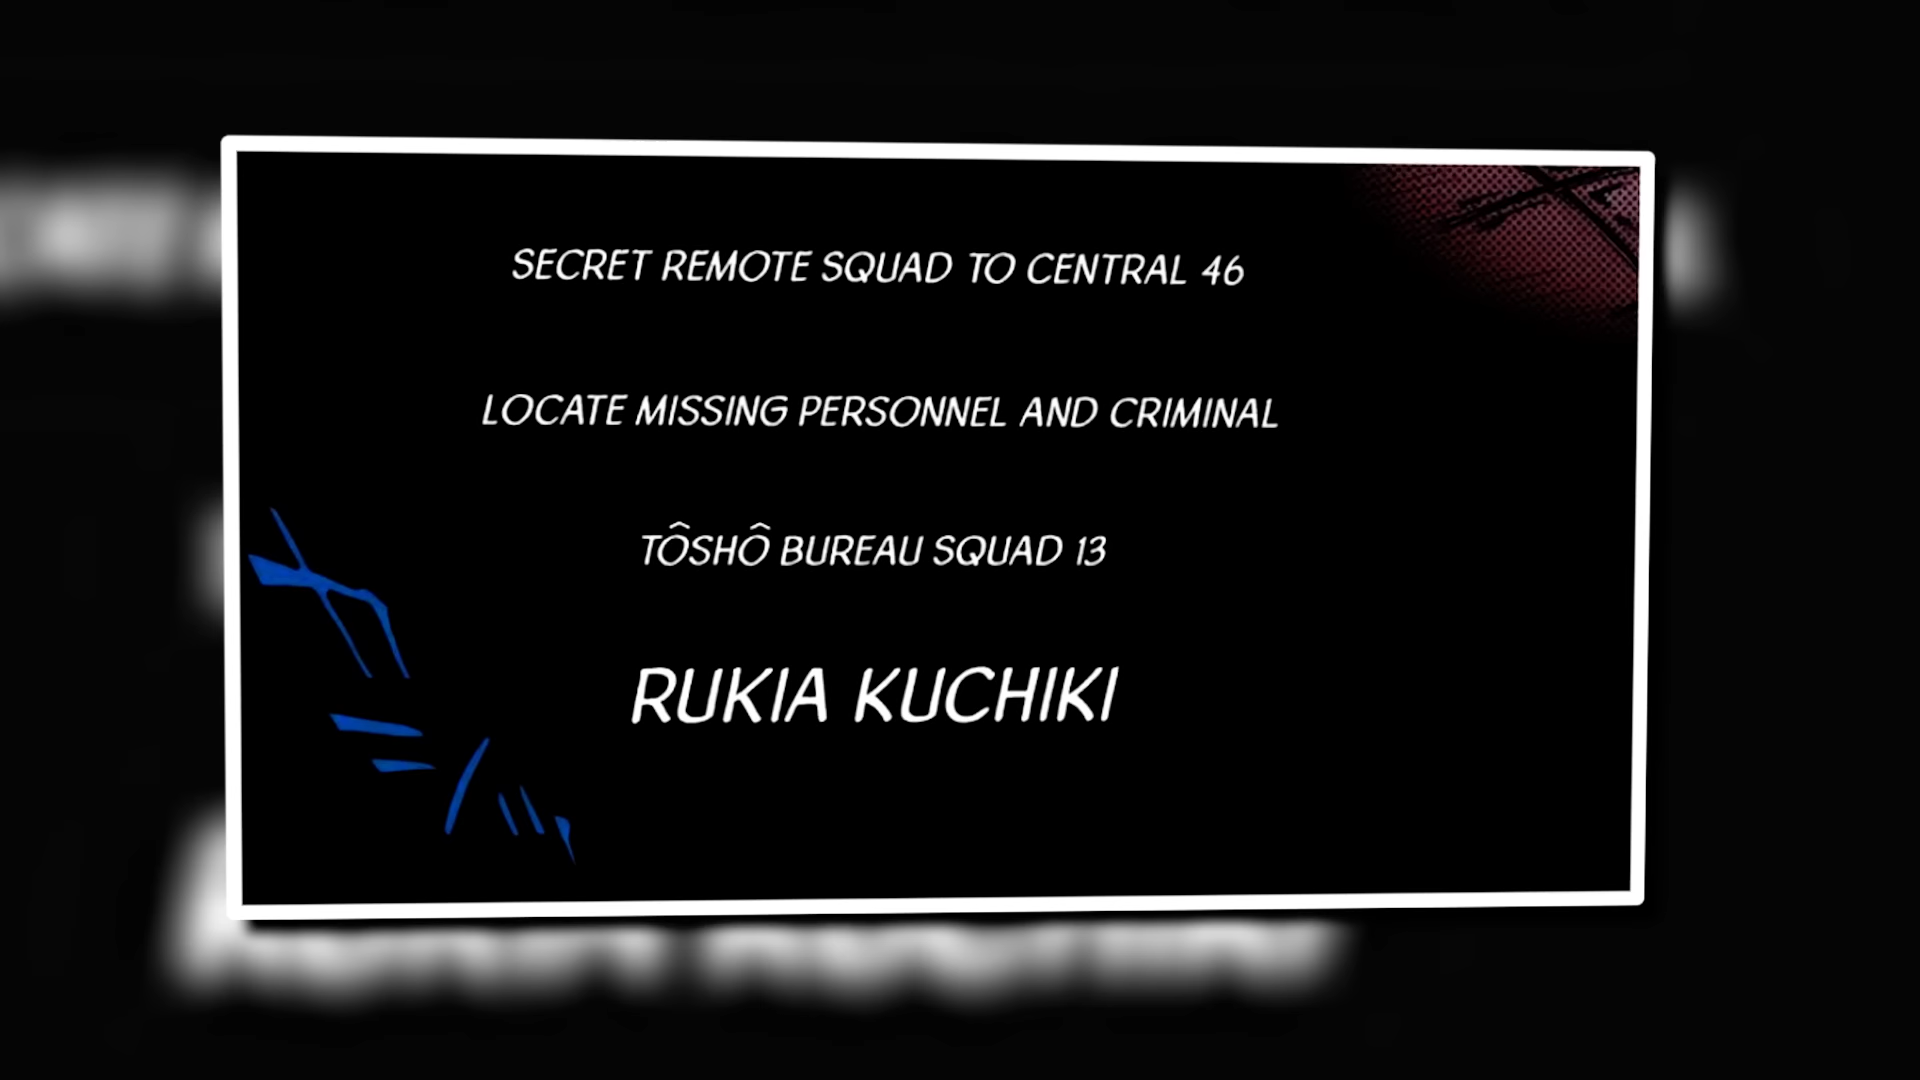 SECRET REMOTE SQUAD TO CENTRAL 46
LOCATE MISSING PERSONNEL AND CRIMINAL
TÔSHÔ BUREAU SQUAD 13
RUKIA KUCHIKI